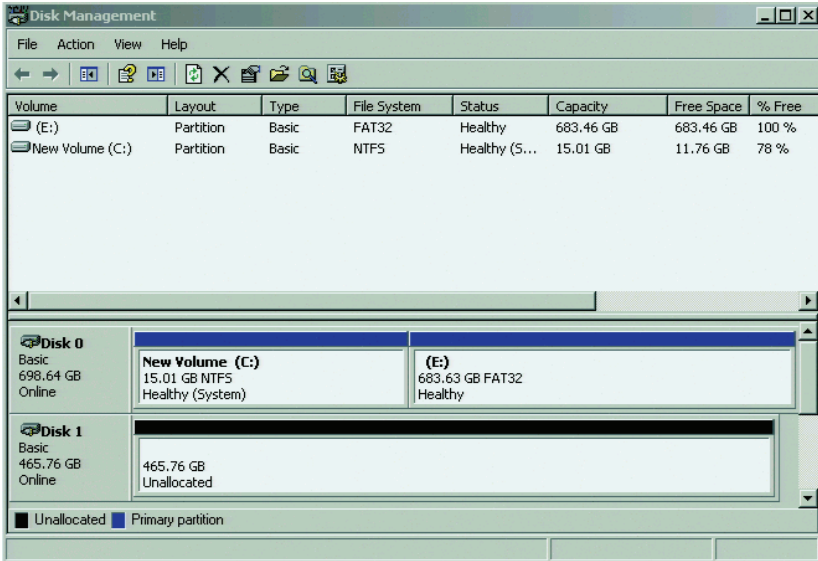 Disk Management
File Action View Help
Volume Layout Type File System Status Capacity Free Space % Free
(E:) Partition Basic FAT32 Healthy 683.46 GB 683.46 GB 100 %
New Volume (C:) Partition Basic NTFS Healthy (S... 15.01 GB 11.76 GB 78 %
Disk 0
Basic
698.64 GB
Online
New Volume (C:)
15.01 GB NTFS
Healthy (System)
(E:)
683.63 GB FAT32
Healthy
Disk 1
Basic
465.76 GB
Online
465.76 GB
Unallocated
Unallocated Primary partition